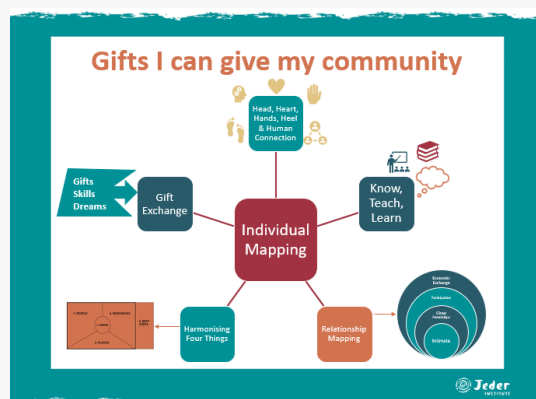 Gifts I can give my community
Head, Heart,
Hands, Heel
& Human
Connection
Gifts
Skills
Dreams
Gift
Exchange
Know,
Teach,
Learn
Individual
Mapping
Harmonising
Four Things
Relationship
Mapping
Economic
Exchange
Participation
Close
Friendships
Intimate
Jeder
INSTITUTE